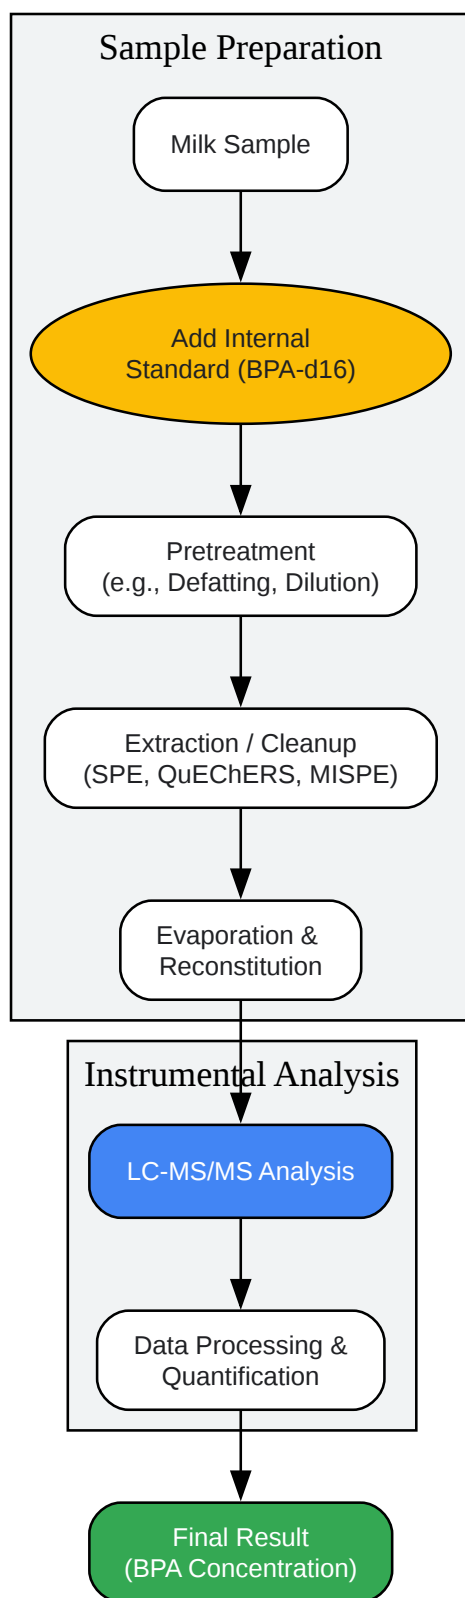 Sample Preparation
Milk Sample
Add Internal
Standard (BPA-d16)
Pretreatment
(e.g., Defatting, Dilution)
Extraction / Cleanup
(SPE, QuEChERS, MISPE)
Evaporation &
Reconstitution
Instrumental Analysis
LC-MS/MS Analysis
Data Processing &
Quantification
Final Result
(BPA Concentration)